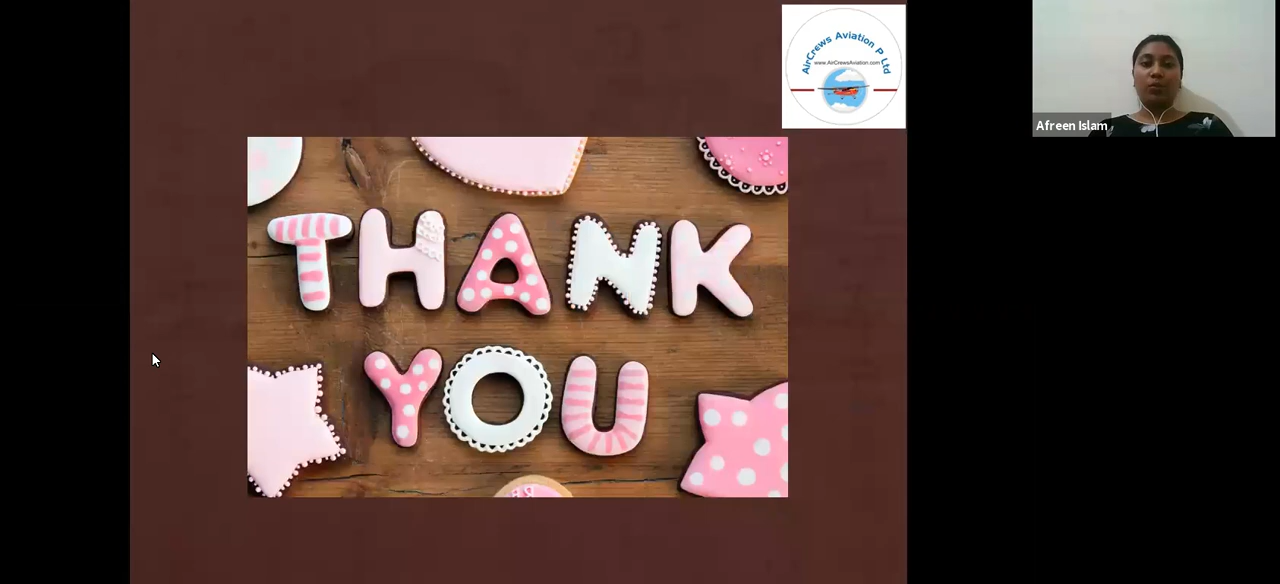 AirCrews Aviation P Ltd
www.AirCrewsAviation.com
Afreen Islam
THANK
YOU